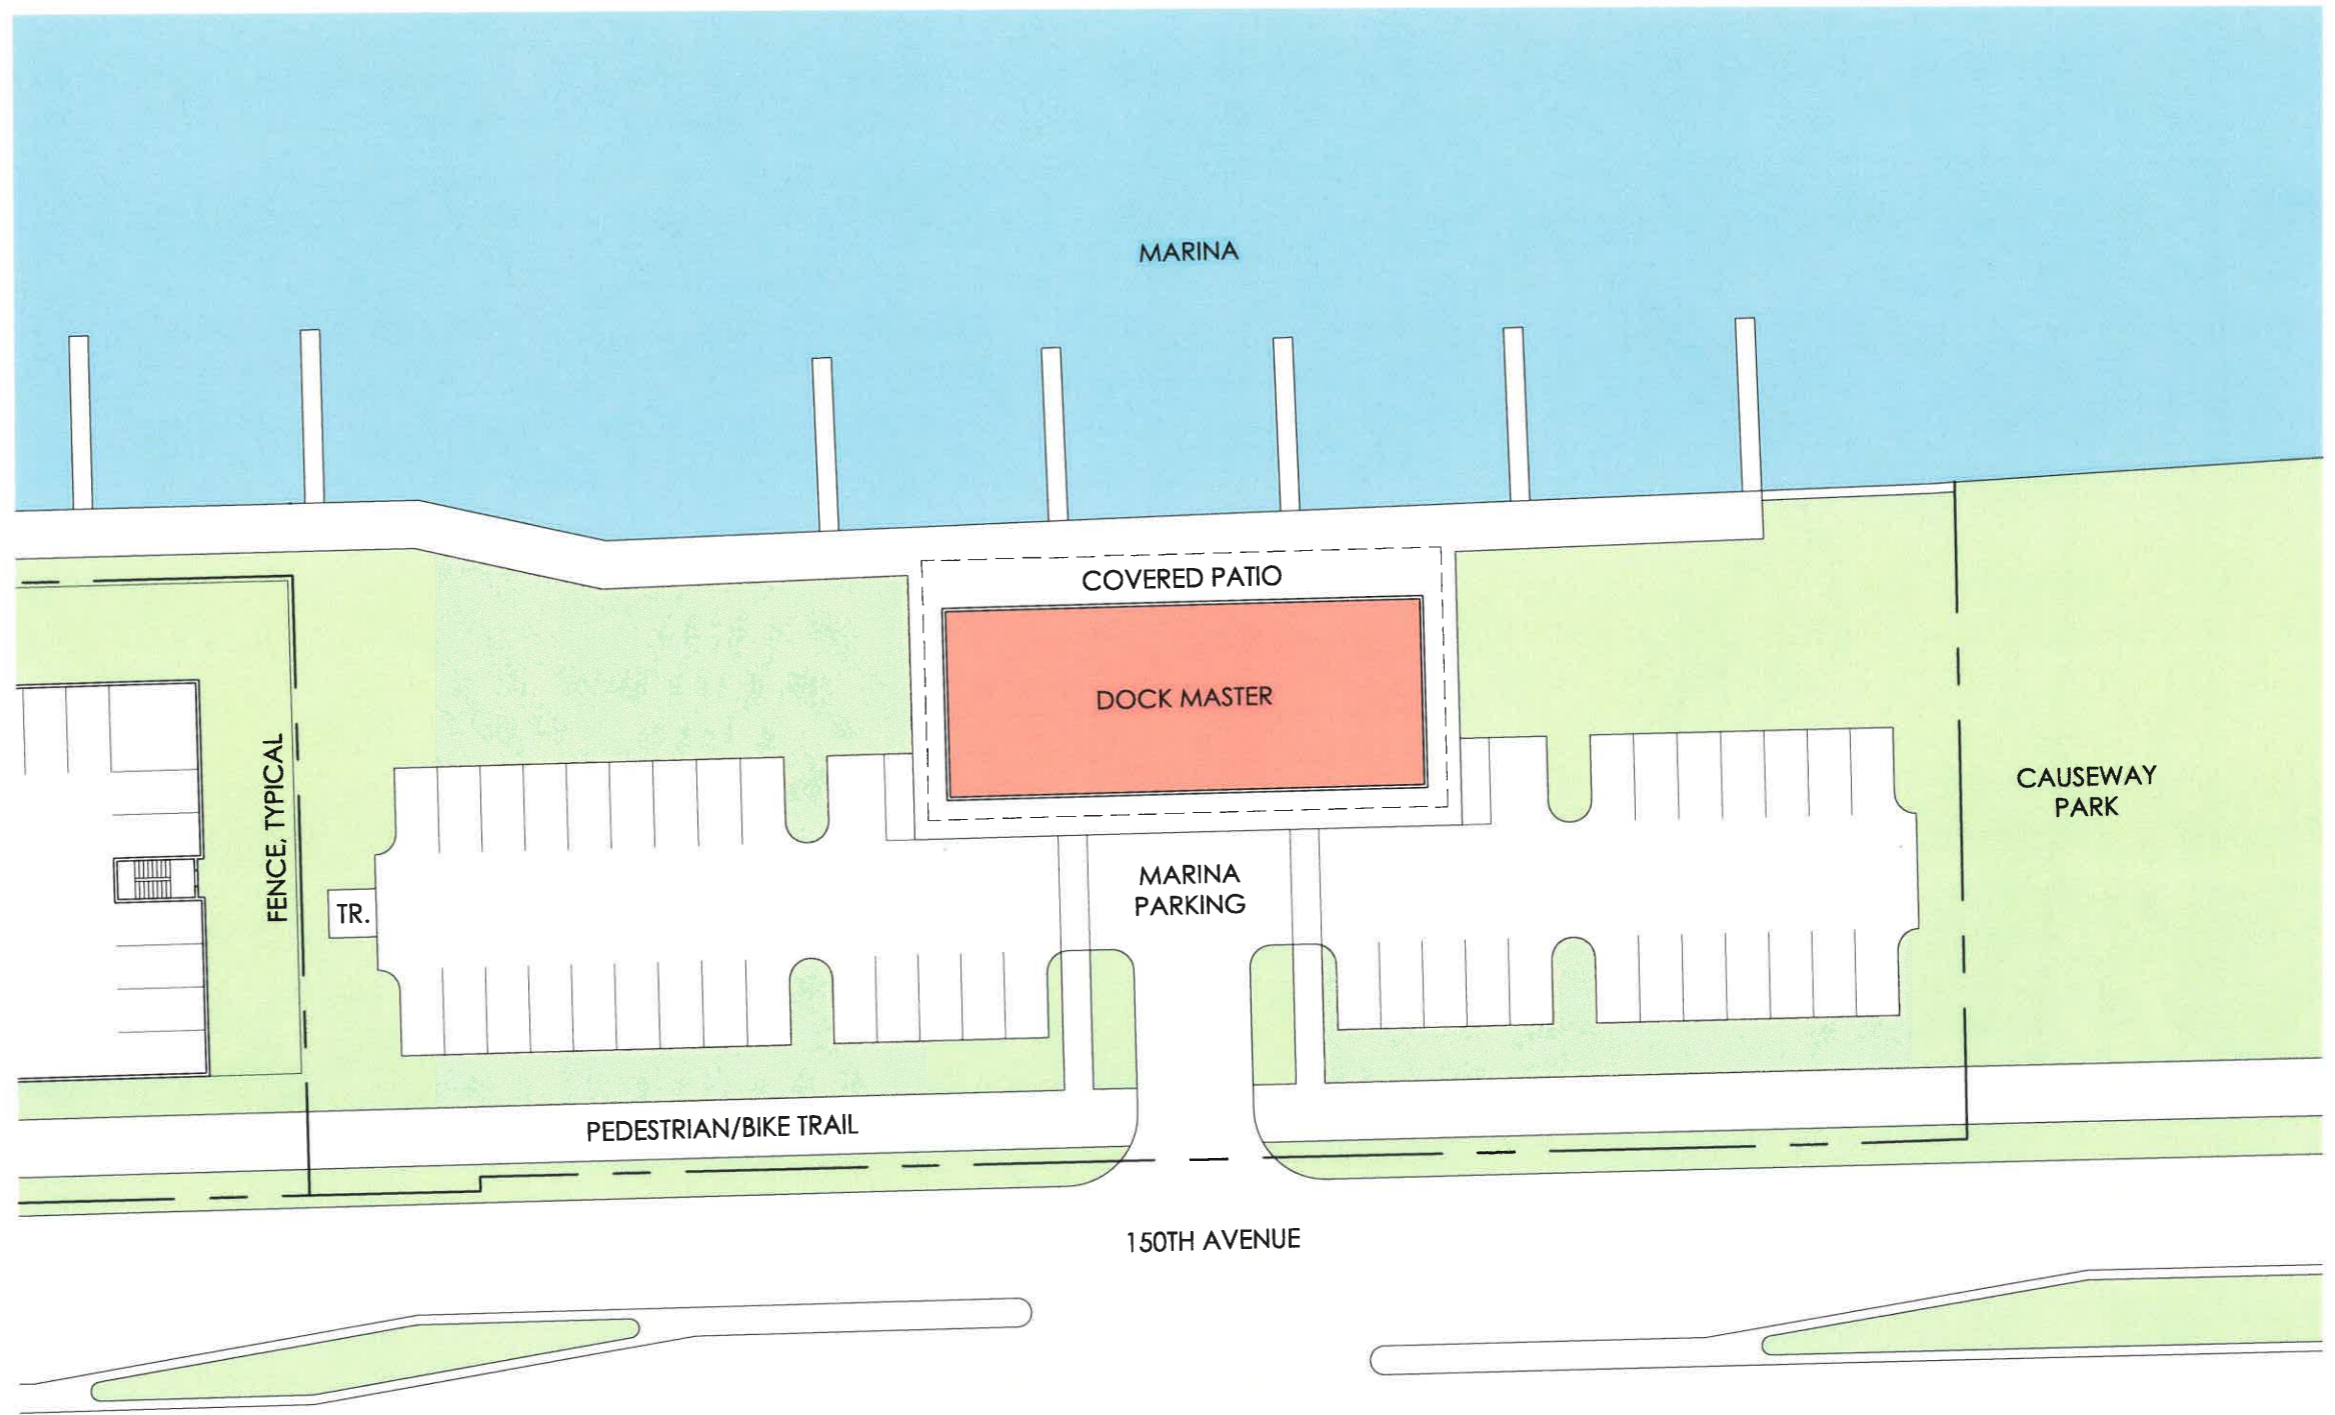 MARINA
COVERED PATIO
DOCK MASTER
FENCE, TYPICAL
CAUSEWAY
PARK
TR.
MARINA
PARKING
PEDESTRIAN/BIKE TRAIL
150TH AVENUE